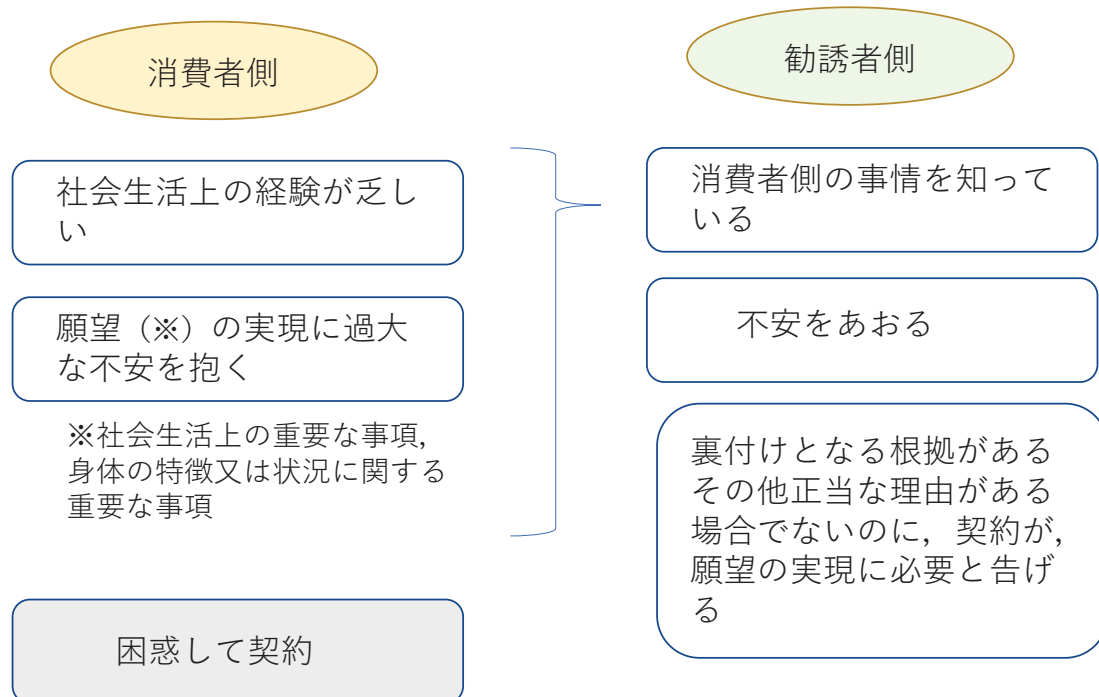 消費者側
社会生活上の経験が乏し
い
願望（※）の実現に過大
な不安を抱く
※社会生活上の重要な事項，
身体の特徴又は状況に関する
重要な事項
困惑して契約
勧誘者側
消費者側の事情を知って
いる
不安をあおる
裏付けとなる根拠がある
その他正当な理由がある
場合でないのに，契約が，
願望の実現に必要と告げ
る